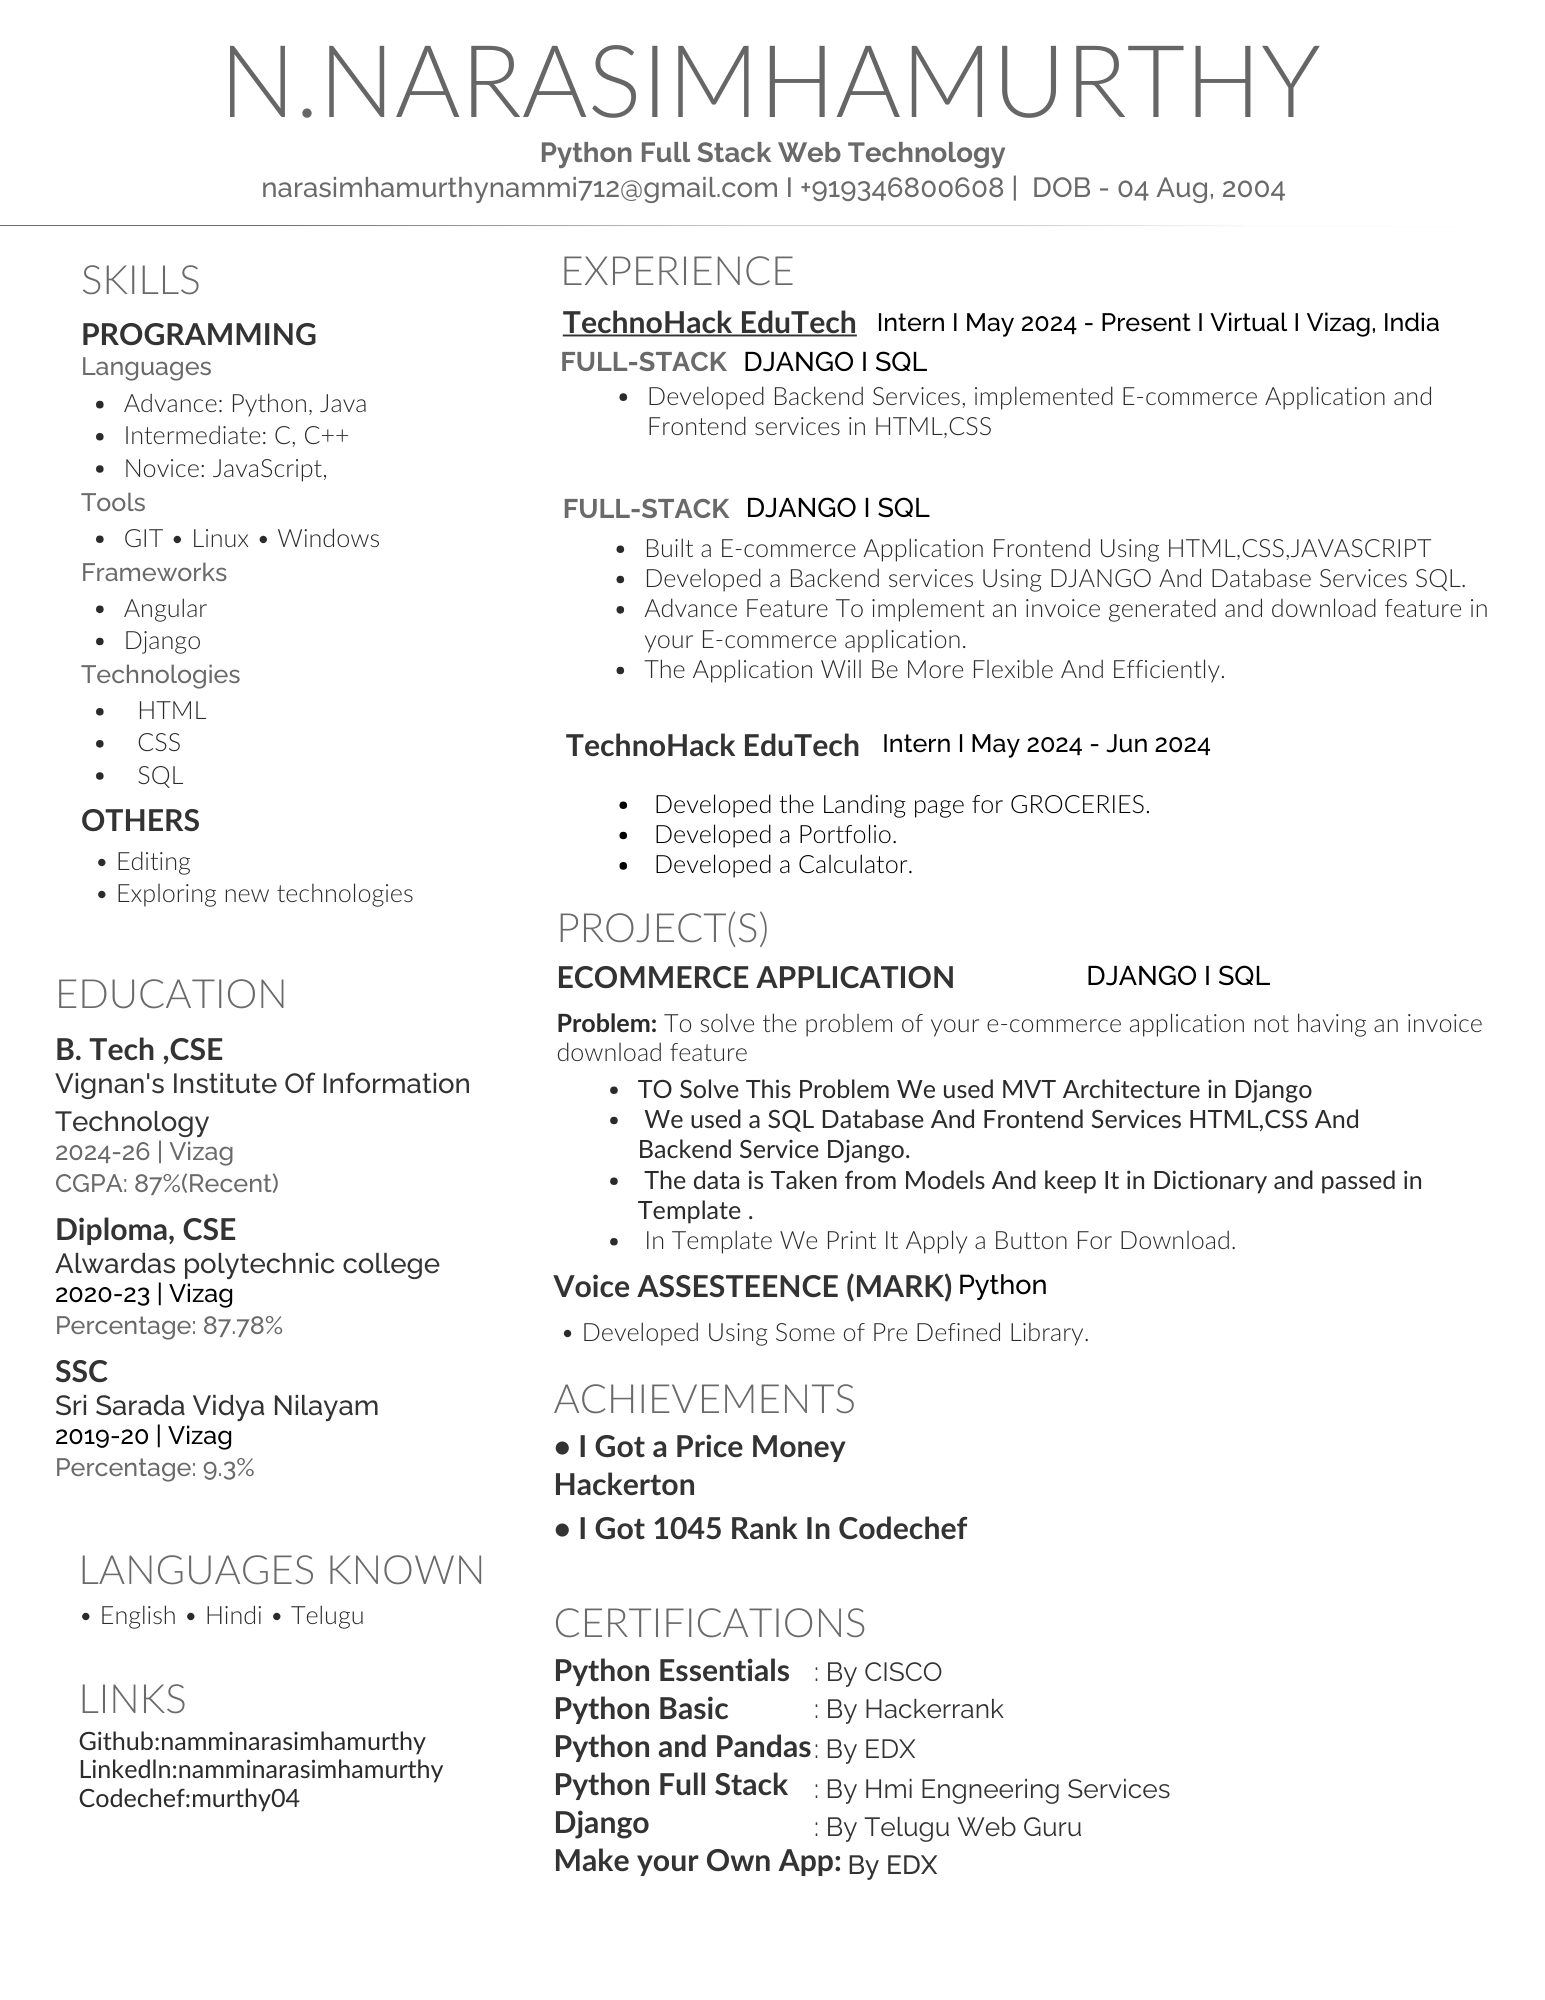 N.NARASIMHAMURTHY
Python Full Stack Web Technology
narasimhamurthynammi712@gmail.com I +919346800608 | DOB - 04 Aug, 2004
SKILLS
PROGRAMMING
Languages
• Advance: Python, Java
• Intermediate: C, C++
• Novice: JavaScript,
Tools
• GIT • Linux • Windows
Frameworks
• Angular
• Django
Technologies
• HTML
• CSS
• SQL
OTHERS
• Editing
• Exploring new technologies
EDUCATION
B. Tech ,CSE
Vignan's Institute Of Information
Technology
2024-26 | Vizag
CGPA: 87%(Recent)
Diploma, CSE
Alwardas polytechnic college
2020-23 | Vizag
Percentage: 87.78%
SSC
Sri Sarada Vidya Nilayam
2019-20 | Vizag
Percentage: 9.3%
LANGUAGES KNOWN
• English • Hindi • Telugu
LINKS
Github:namminarasimhamurthy
LinkedIn:namminarasimhamurthy
Codechef:murthy04
EXPERIENCE
TechnoHack EduTech Intern I May 2024 - Present I Virtual I Vizag, India
FULL-STACK DJANGO I SQL
• Developed Backend Services, implemented E-commerce Application and
Frontend services in HTML,CSS
FULL-STACK DJANGO I SQL
• Built a E-commerce Application Frontend Using HTML,CSS,JAVASCRIPT
• Developed a Backend services Using DJANGO And Database Services SQL.
• Advance Feature To implement an invoice generated and download feature in
your E-commerce application.
• The Application Will Be More Flexible And Efficiently.
TechnoHack EduTech Intern I May 2024 - Jun 2024
• Developed the Landing page for GROCERIES.
• Developed a Portfolio.
• Developed a Calculator.
PROJECT(S)
ECOMMERCE APPLICATION DJANGO I SQL
Problem: To solve the problem of your e-commerce application not having an invoice
download feature
• TO Solve This Problem We used MVT Architecture in Django
• We used a SQL Database And Frontend Services HTML,CSS And
Backend Service Django.
• The data is Taken from Models And keep It in Dictionary and passed in
Template .
• In Template We Print It Apply a Button For Download.
Voice ASSESTEENCE (MARK) Python
• Developed Using Some of Pre Defined Library.
ACHIEVEMENTS
• I Got a Price Money
Hackerton
• I Got 1045 Rank In Codechef
CERTIFICATIONS
Python Essentials : By CISCO
Python Basic : By Hackerrank
Python and Pandas : By EDX
Python Full Stack : By Hmi Engneering Services
Django : By Telugu Web Guru
Make your Own App: By EDX